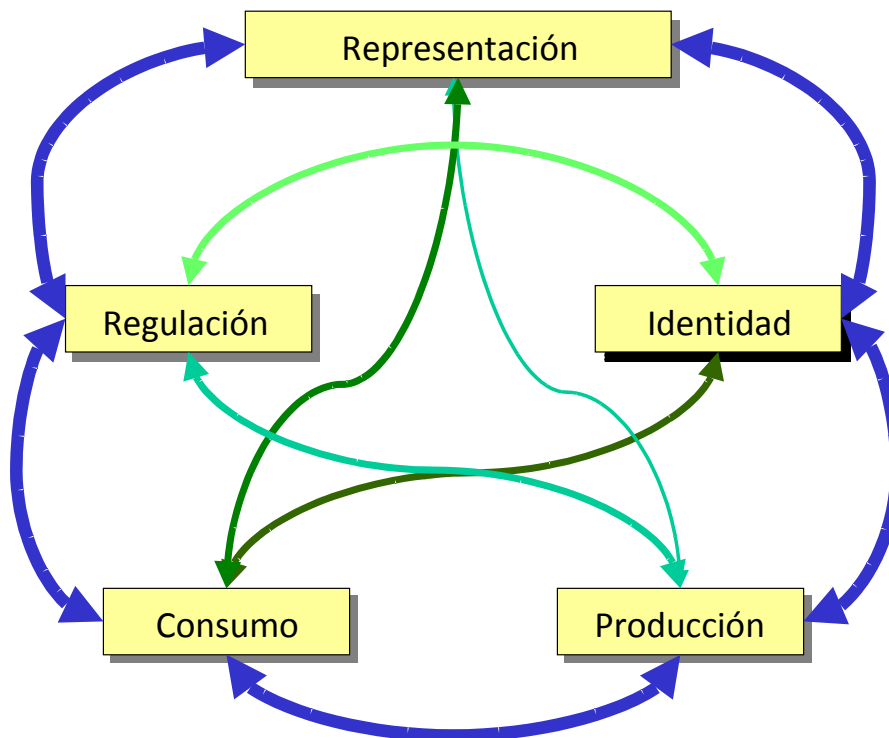 Representación
Regulación
Identidad
Consumo
Producción